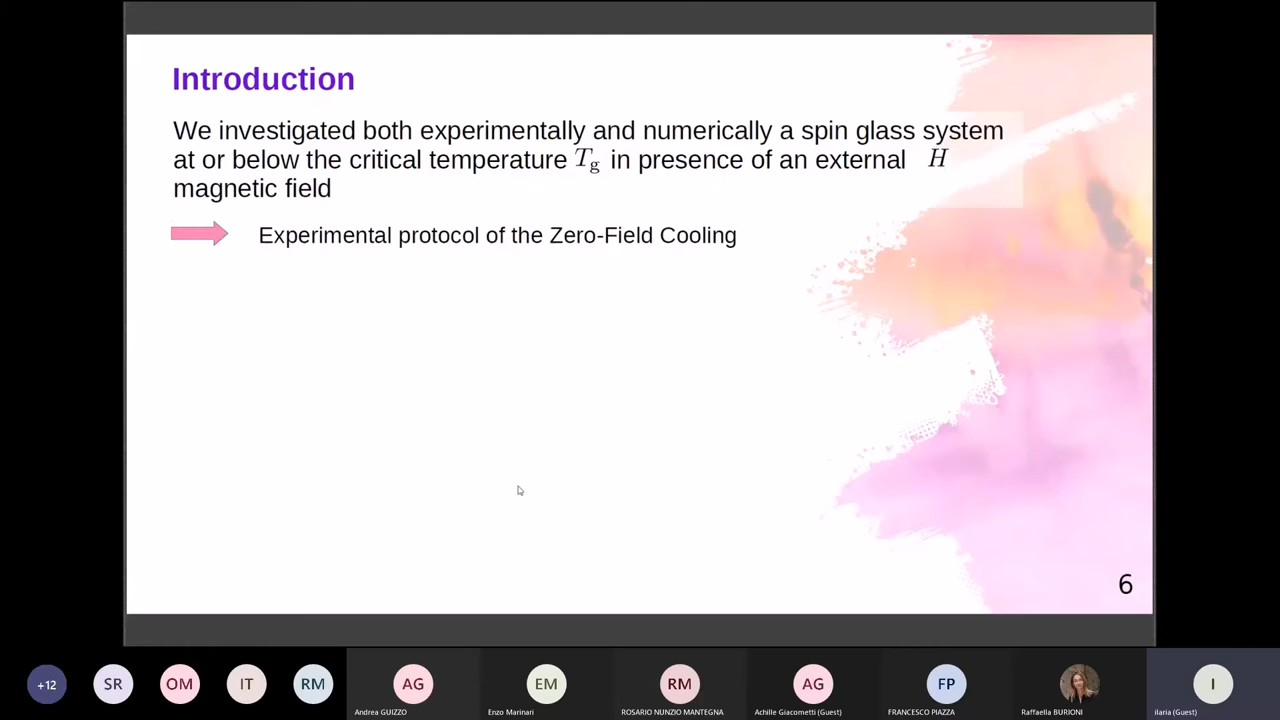 Introduction
We investigated both experimentally and numerically a spin glass system
at or below the critical temperature Tg in presence of an external H
magnetic field
Experimental protocol of the Zero-Field Cooling
6
+12
SR
OM
IT
RM
AG
EM
RM
AG
FP
I
Andrea GUIZZO
Enzo Marinari
ROSARIO NUNZIO MANTEGNA
Achille Giacometti (Guest)
FRANCESCO PIAZZA
Raffaella BURIONI
ilaria (Guest)